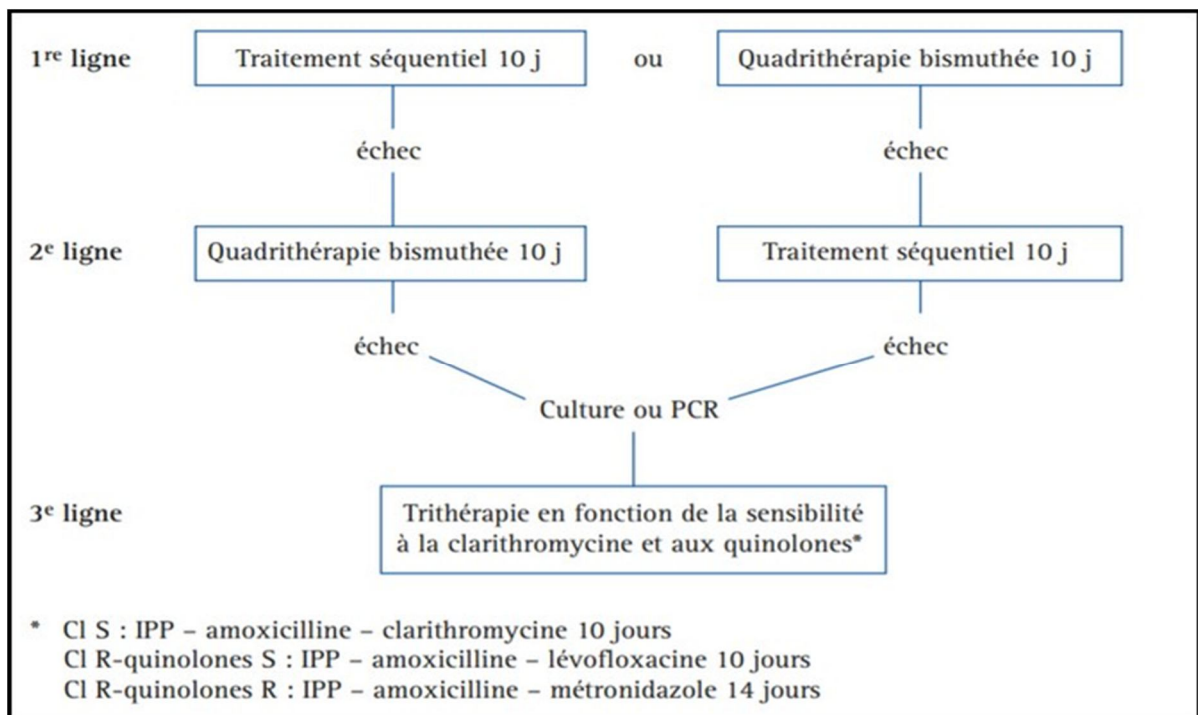 1re ligne
Traitement séquentiel 10 j
ou
Quadrithérapie bismuthée 10 j
échec
échec
2e ligne
Quadrithérapie bismuthée 10 j
Traitement séquentiel 10 j
échec
échec
Culture ou PCR
3e ligne
Trithérapie en fonction de la sensibilité
à la clarithromycine et aux quinolones*
* Cl S : IPP – amoxicilline – clarithromycine 10 jours
Cl R-quinolones S : IPP – amoxicilline – lévofloxacine 10 jours
Cl R-quinolones R : IPP – amoxicilline – métronidazole 14 jours